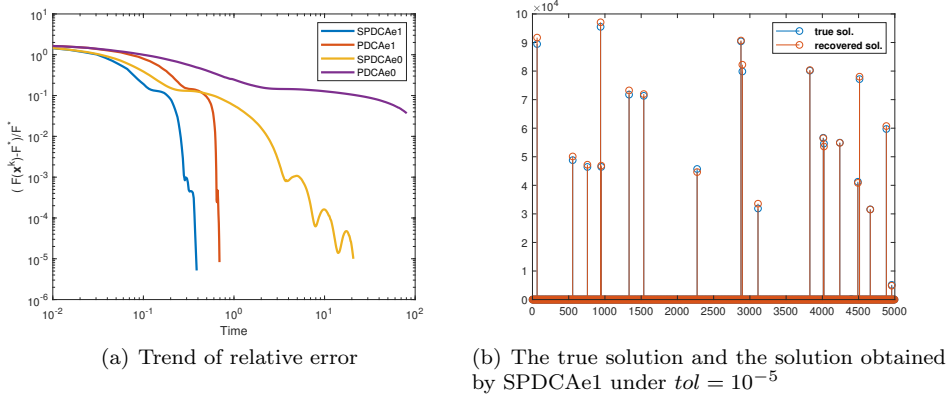 10^1
10^0
10^-1
10^-2
10^-3
10^-4
10^-5
10^-6
( F(x^k)-F^*)/F^*
SPDCAe1
PDCAe1
SPDCAe0
PDCAe0
10^-2 10^-1 10^0 10^1 10^2
Time
(a) Trend of relative error
×10^4
10
9
8
7
6
5
4
3
2
1
0
true sol.
recovered sol.
0 500 1000 1500 2000 2500 3000 3500 4000 4500 5000
(b) The true solution and the solution obtained
by SPDCAe1 under tol = 10^-5